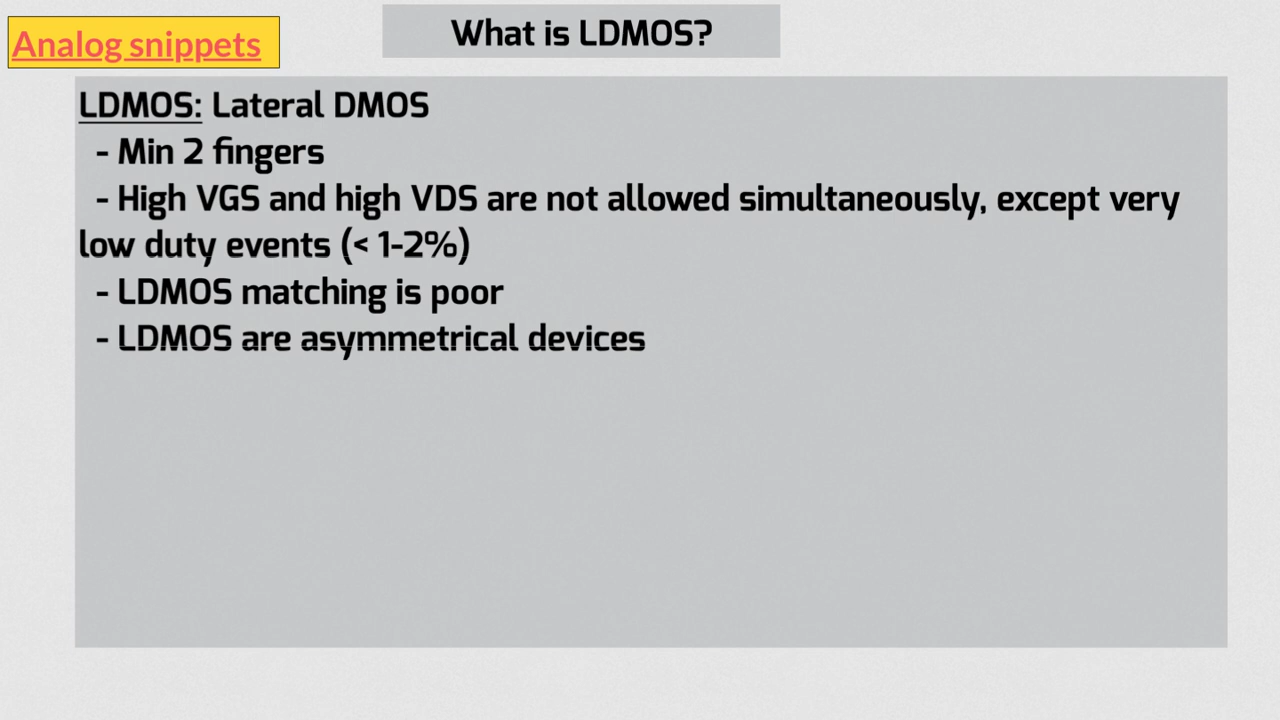 Analog snippets
What is LDMOS?
LDMOS: Lateral DMOS
- Min 2 fingers
- High VGS and high VDS are not allowed simultaneously, except very
low duty events (< 1-2%)
- LDMOS matching is poor
- LDMOS are asymmetrical devices